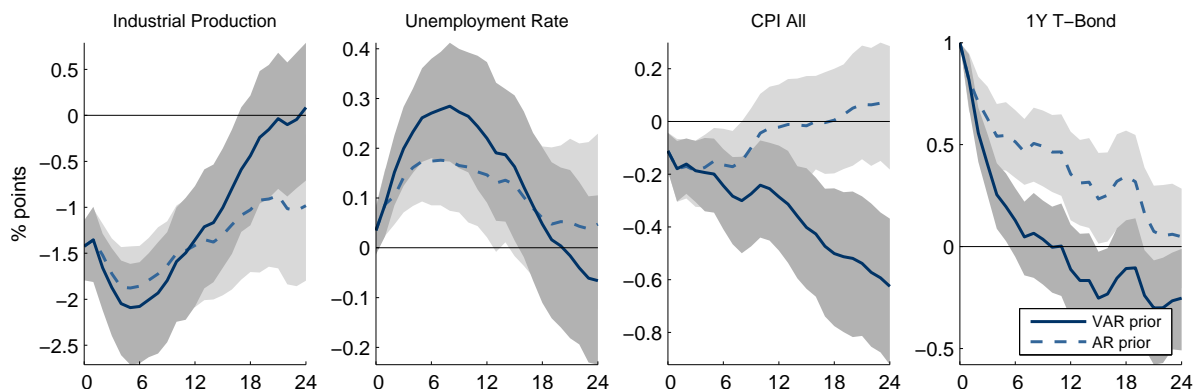 Industrial Production
Unemployment Rate
CPI All
1Y T−Bond
% points
0.5
0
−0.5
−1
−1.5
−2
−2.5
0 6 12 18 24
0.4
0.3
0.2
0.1
0
−0.1
−0.2
0 6 12 18 24
0.2
0
−0.2
−0.4
−0.6
−0.8
0 6 12 18 24
1
0.5
0
−0.5
0 6 12 18 24
VAR prior
AR prior